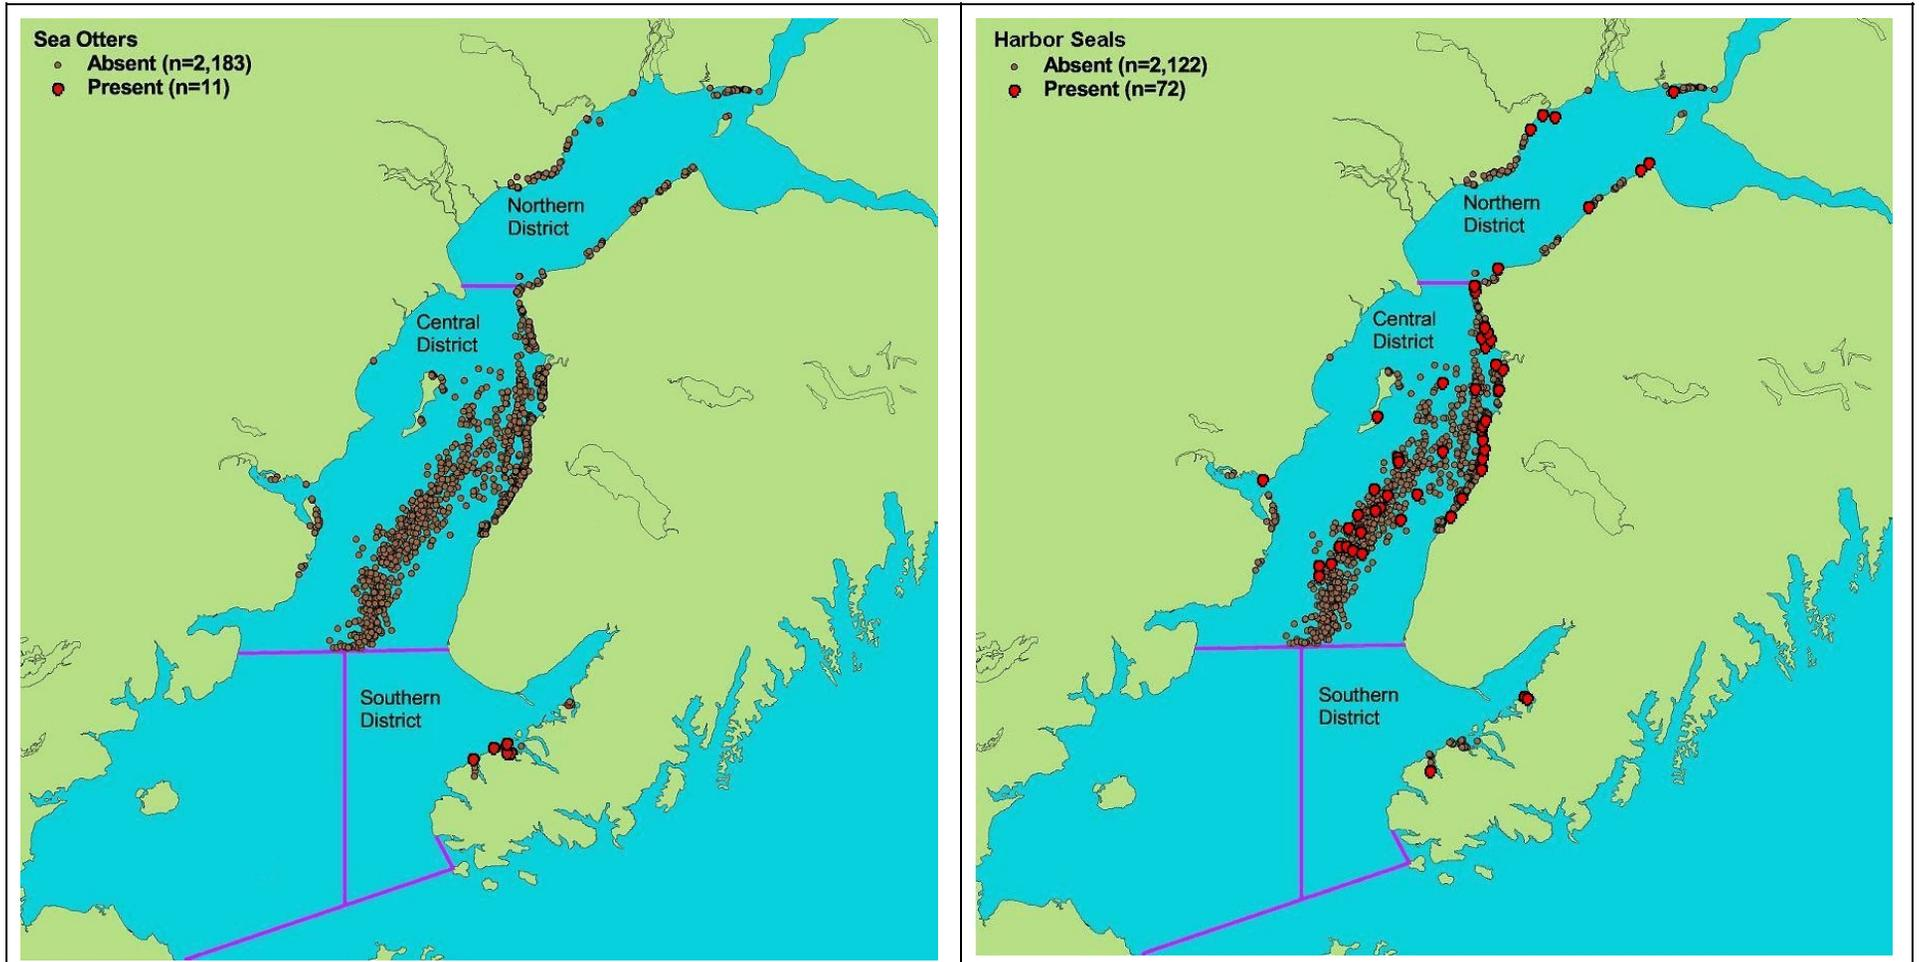 Sea Otters
Absent (n=2,183)
Present (n=11)
Northern
District
Central
District
Southern
District
Harbor Seals
Absent (n=2,122)
Present (n=72)
Northern
District
Central
District
Southern
District